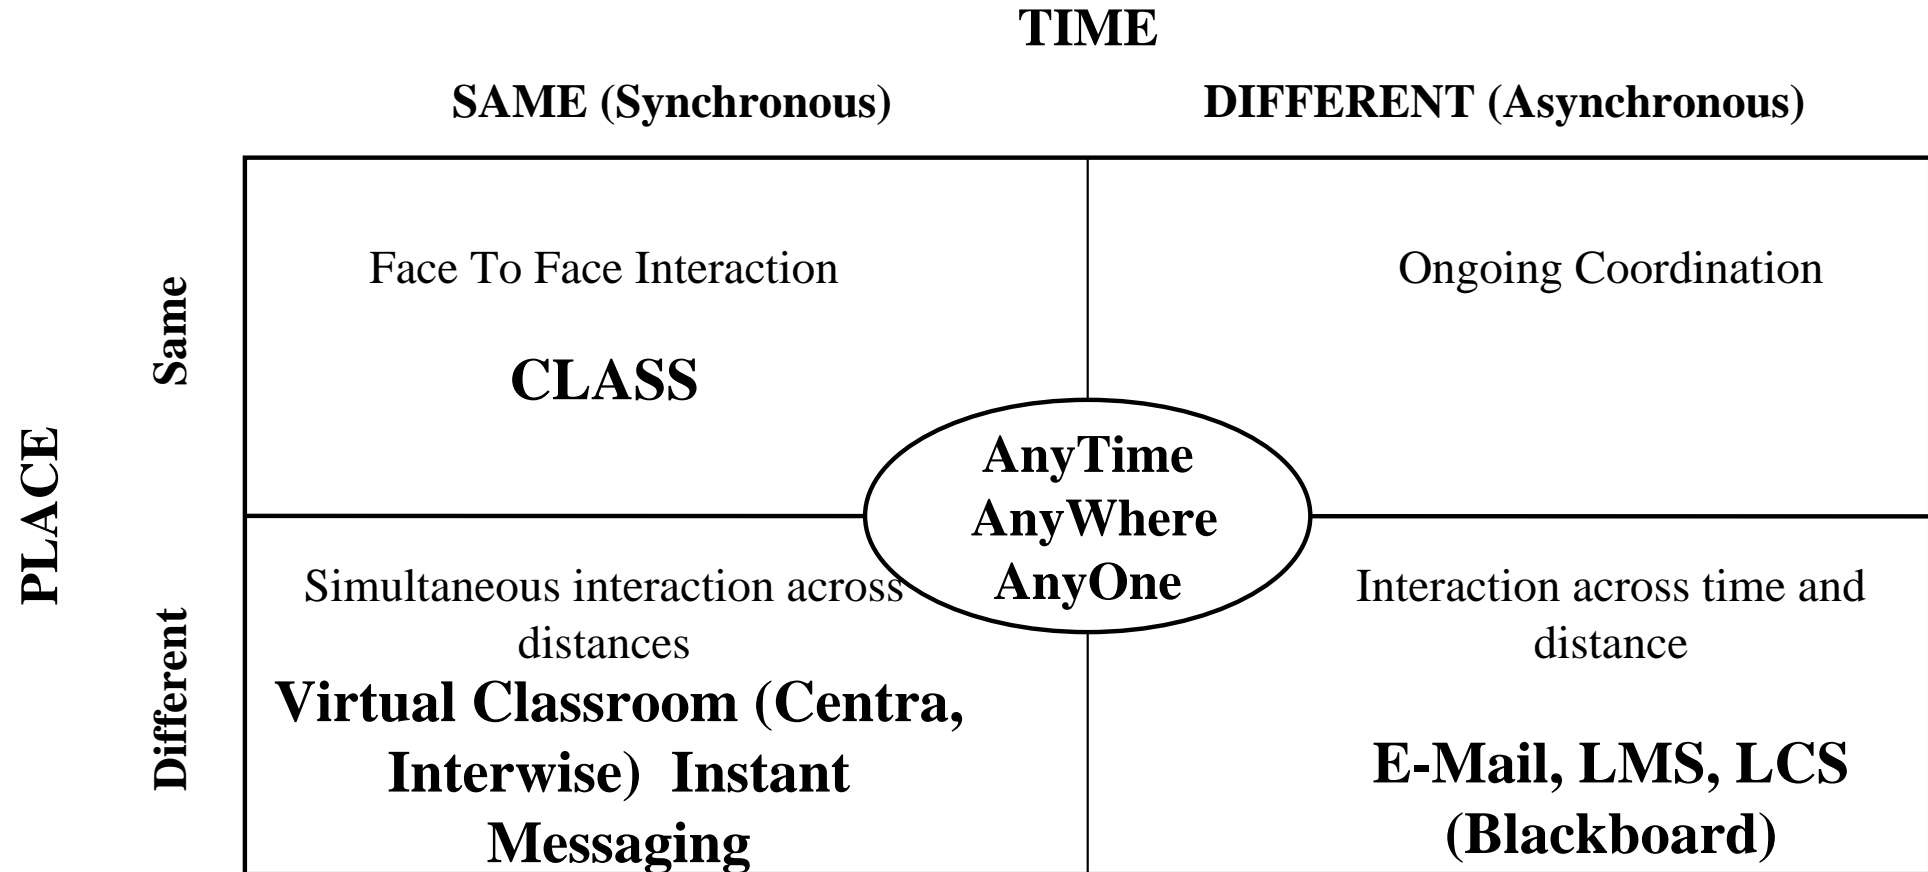 TIME
SAME (Synchronous)
DIFFERENT (Asynchronous)
PLACE
Same
Face To Face Interaction
CLASS
Ongoing Coordination
AnyTime
AnyWhere
AnyOne
Different
Simultaneous interaction across
distances
Virtual Classroom (Centra,
Interwise)  Instant
Messaging
Interaction across time and
distance
E-Mail, LMS, LCS
(Blackboard)